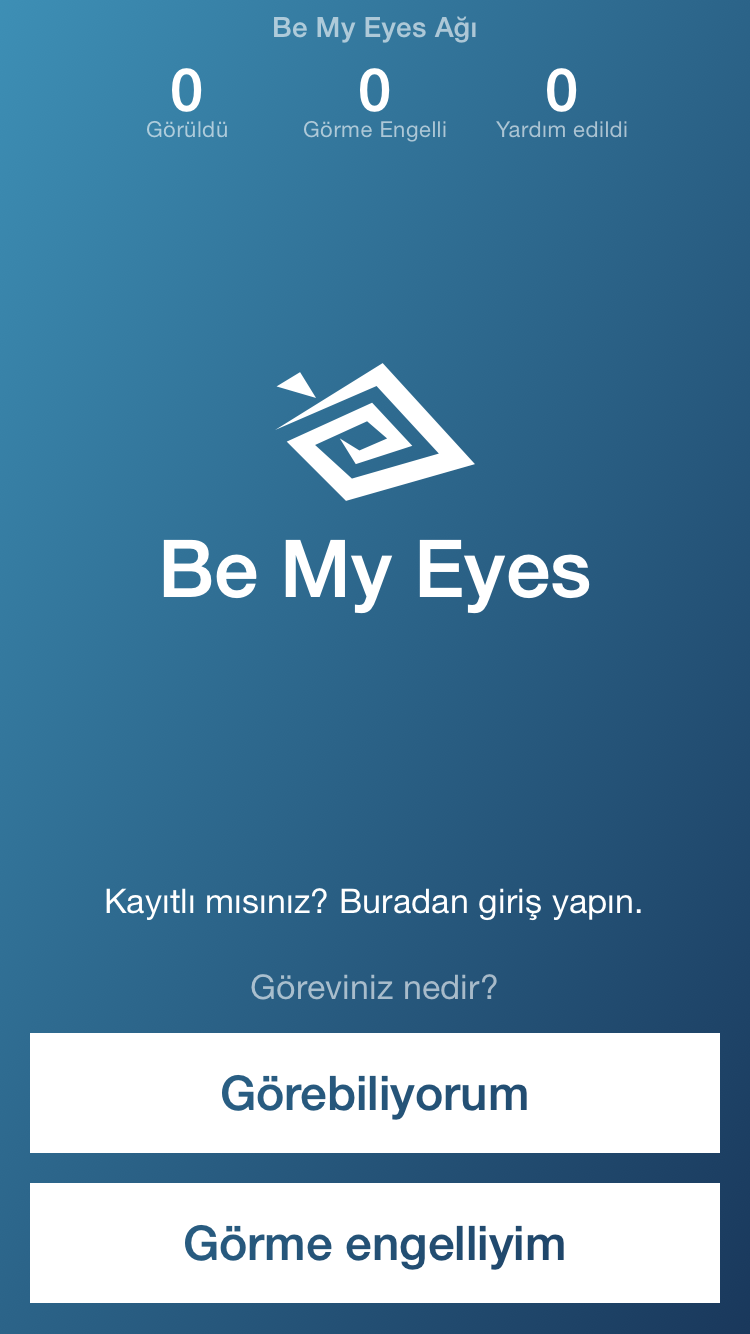 Be My Eyes Ağı
0 0 0
Görüldü Görme Engelli Yardım edildi
Be My Eyes
Kayıtlı mısınız? Buradan giriş yapın.
Göreviniz nedir?
Görebiliyorum
Görme engelliyim